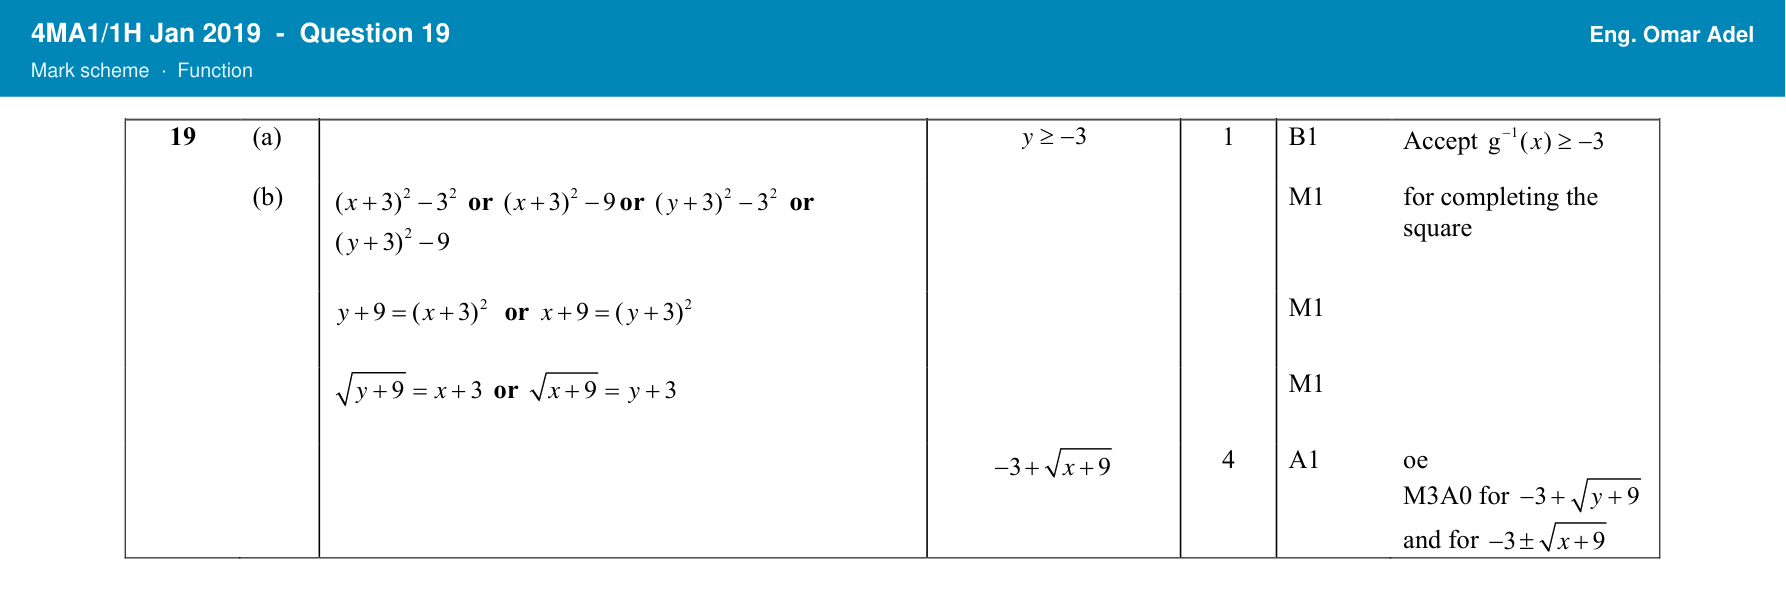 4MA1/1H Jan 2019 - Question 19
Eng. Omar Adel
Mark scheme · Function
19 (a) y ≥ −3 1 B1 Accept g⁻¹(x) ≥ −3
(b) (x+3)² − 3² or (x+3)² − 9 or (y+3)² − 3² or M1 for completing the
(y+3)² − 9 square
y + 9 = (x+3)² or x + 9 = (y+3)² M1
√(y+9) = x + 3 or √(x+9) = y + 3 M1
−3 + √(x+9) 4 A1 oe
M3A0 for −3 + √(y+9)
and for −3 ± √(x+9)